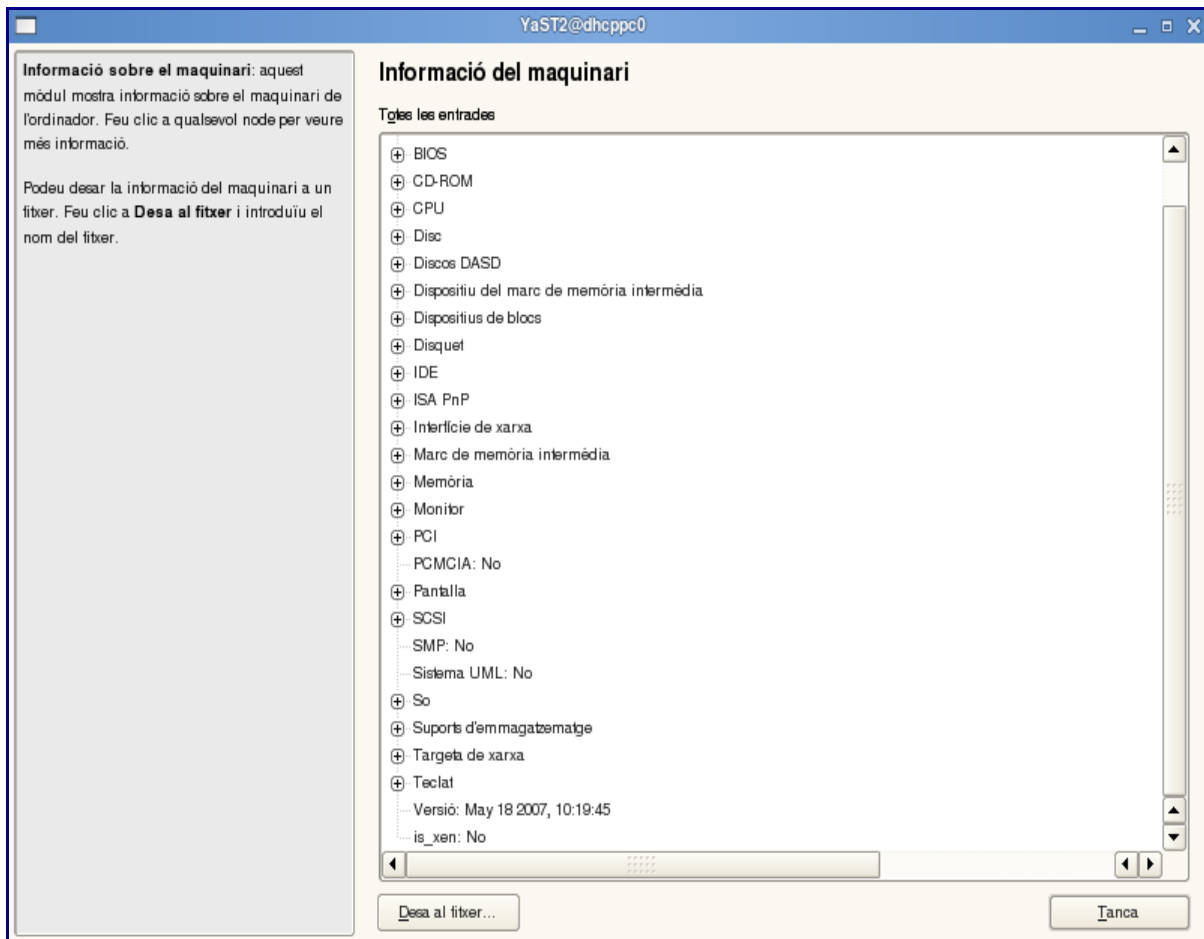 YaST2@dhcppc0
Informació sobre el maquinari: aquest
mòdul mostra informació sobre el maquinari de
l'ordinador. Feu clic a qualsevol node per veure
més informació.
Podeu desar la informació del maquinari a un
fitxer. Feu clic a Desa al fitxer i introduïu el
nom del fitxer.
Informació del maquinari
Totes les entrades
BIOS
CD-ROM
CPU
Disc
Discos DASD
Dispositiu del marc de memòria intermèdia
Dispositius de blocs
Disquet
IDE
ISA PnP
Interfície de xarxa
Marc de memòria intermèdia
Memòria
Monitor
PCI
PCMCIA: No
Pantalla
SCSI
SMP: No
Sistema UML: No
So
Suports d'emmagatzematge
Targeta de xarxa
Teclat
Versió: May 18 2007, 10:19:45
is_xen: No
Desa al fitxer...
Tanca